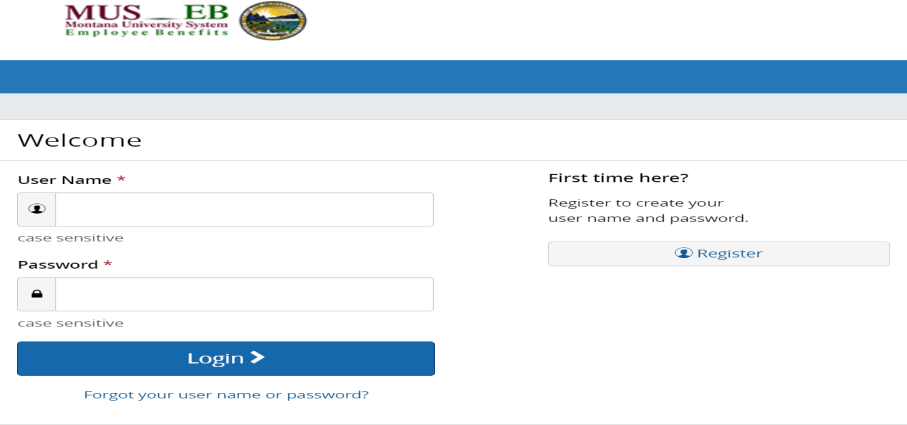 MUS EB
Montana University System
Employee Benefits
Welcome
User Name *
case sensitive
Password *
case sensitive
Login
Forgot your user name or password?
First time here?
Register to create your
user name and password.
Register